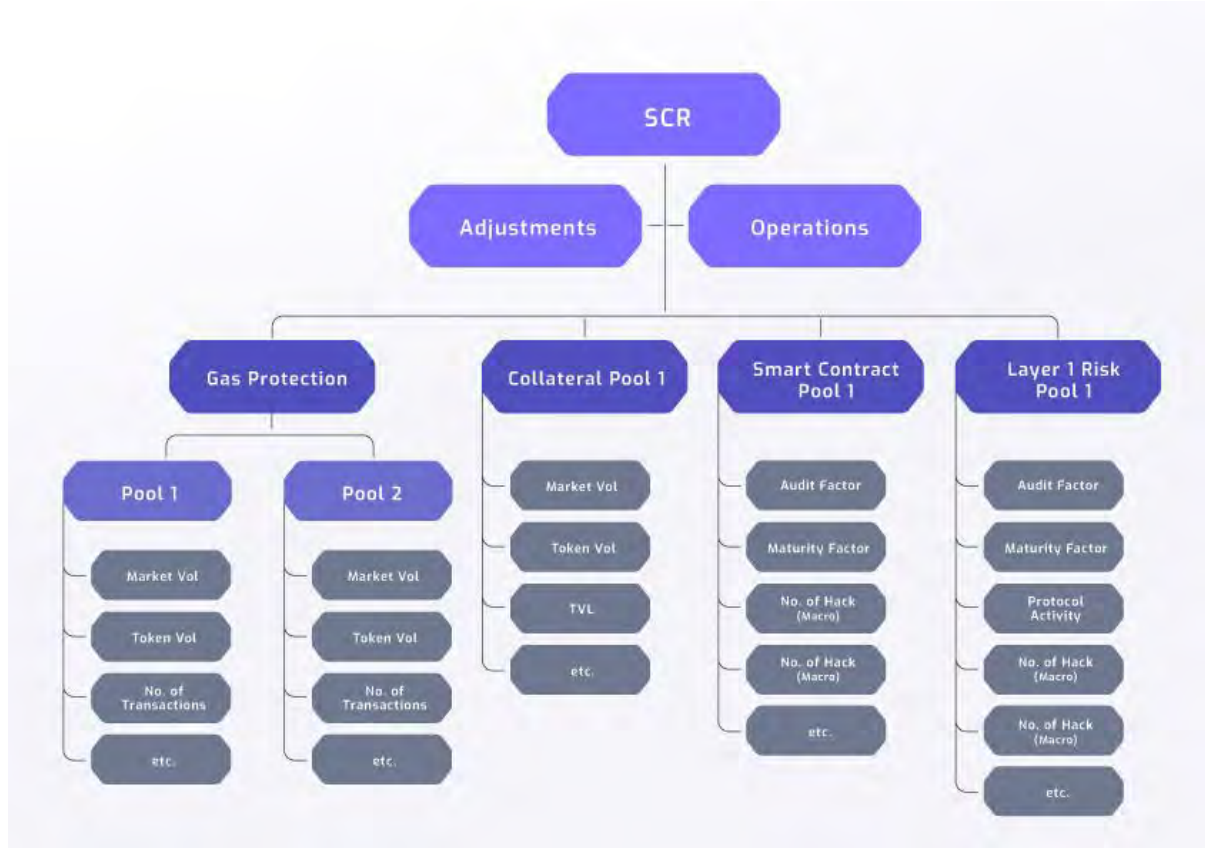 SCR
Adjustments
Operations
Gas Protection
Collateral Pool 1
Smart Contract
Pool 1
Layer 1 Risk
Pool 1
Pool 1
Market Vol
Token Vol
No. of
Transactions
etc.
Pool 2
Market Vol
Token Vol
No. of
Transactions
etc.
Market Vol
Token Vol
TVL
etc.
Audit Factor
Maturity Factor
No. of Hack
(Macro)
No. of Hack
(Macro)
etc.
Audit Factor
Maturity Factor
Protocol
Activity
No. of Hack
(Macro)
No. of Hack
(Macro)
etc.